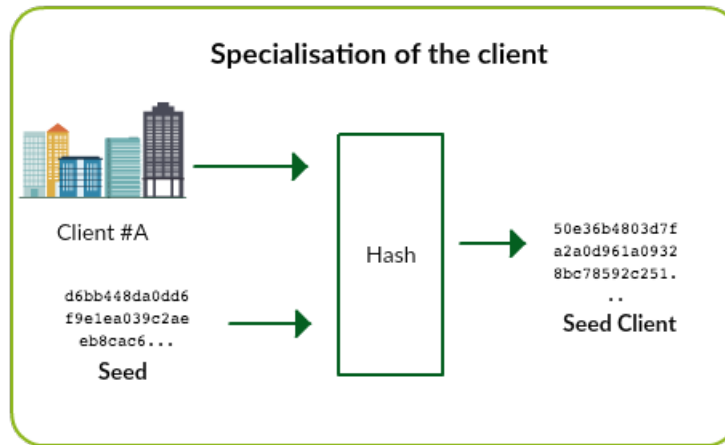 Specialisation of the client
Client #A
d6bb448da0dd6
f9e1ea039c2ae
eb8cac6...
Seed
Hash
50e36b4803d7f
a2a0d961a0932
8bc78592c251.
..
Seed Client